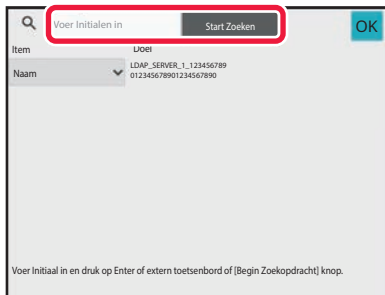 Voer Initialen in Start Zoeken OK
Item Doel
Naam LDAP_SERVER_1_123456789
012345678901234567890
Voer Initiaal in en druk op Enter of extern toetsenbord of [Begin Zoekopdracht] knop.